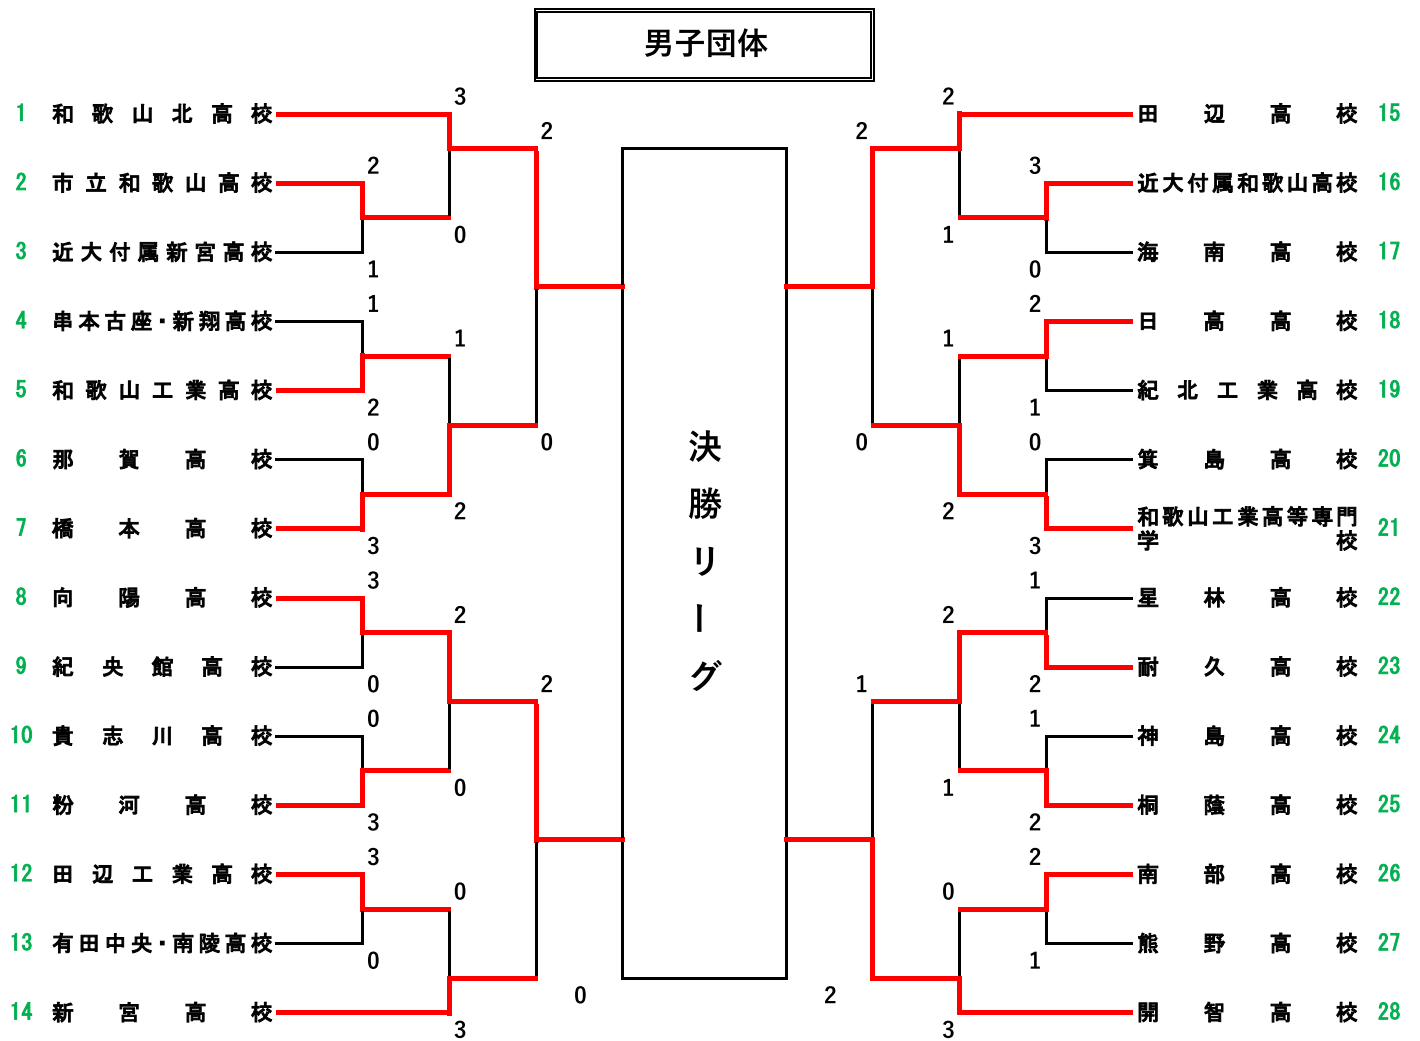 男子団体
1 和歌山北高校
2 市立和歌山高校
3 近大付属新宮高校
4 串本古座・新翔高校
5 和歌山工業高校
6 那賀高校
7 橋本高校
8 向陽高校
9 紀央館高校
10 貴志川高校
11 粉河高校
12 田辺工業高校
13 有田中央・南陵高校
14 新宮高校
3
2
0
1
1
2
0
3
3
0
0
3
3
0
3
0
1
2
2
0
0
3
2
0
2
0
決勝リーグ
2
0
1
2
2
1
1
2
2
1
0
3
3
0
2
1
0
3
1
2
1
2
2
1
田辺高校 15
近大付属和歌山高校 16
海南高校 17
日高高校 18
紀北工業高校 19
箕島高校 20
和歌山工業高等専門
学校 21
星林高校 22
耐久高校 23
神島高校 24
桐蔭高校 25
南部高校 26
熊野高校 27
開智高校 28